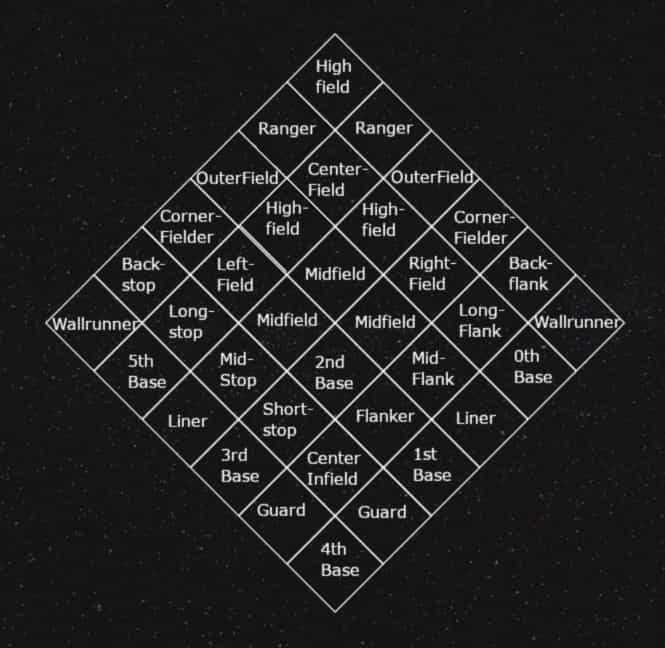 High
field
Ranger
Ranger
OuterField
Center-
Field
OuterField
Corner-
Fielder
High-
field
High-
field
Corner-
Fielder
Back-
stop
Left-
Field
Midfield
Right-
Field
Back-
flank
Wallrunner
Long-
stop
Midfield
Midfield
Long-
Flank
Wallrunner
5th
Base
Mid-
Stop
2nd
Base
Mid-
Flank
0th
Base
Liner
Short-
stop
Flanker
Liner
3rd
Base
Center
Infield
1st
Base
Guard
Guard
4th
Base